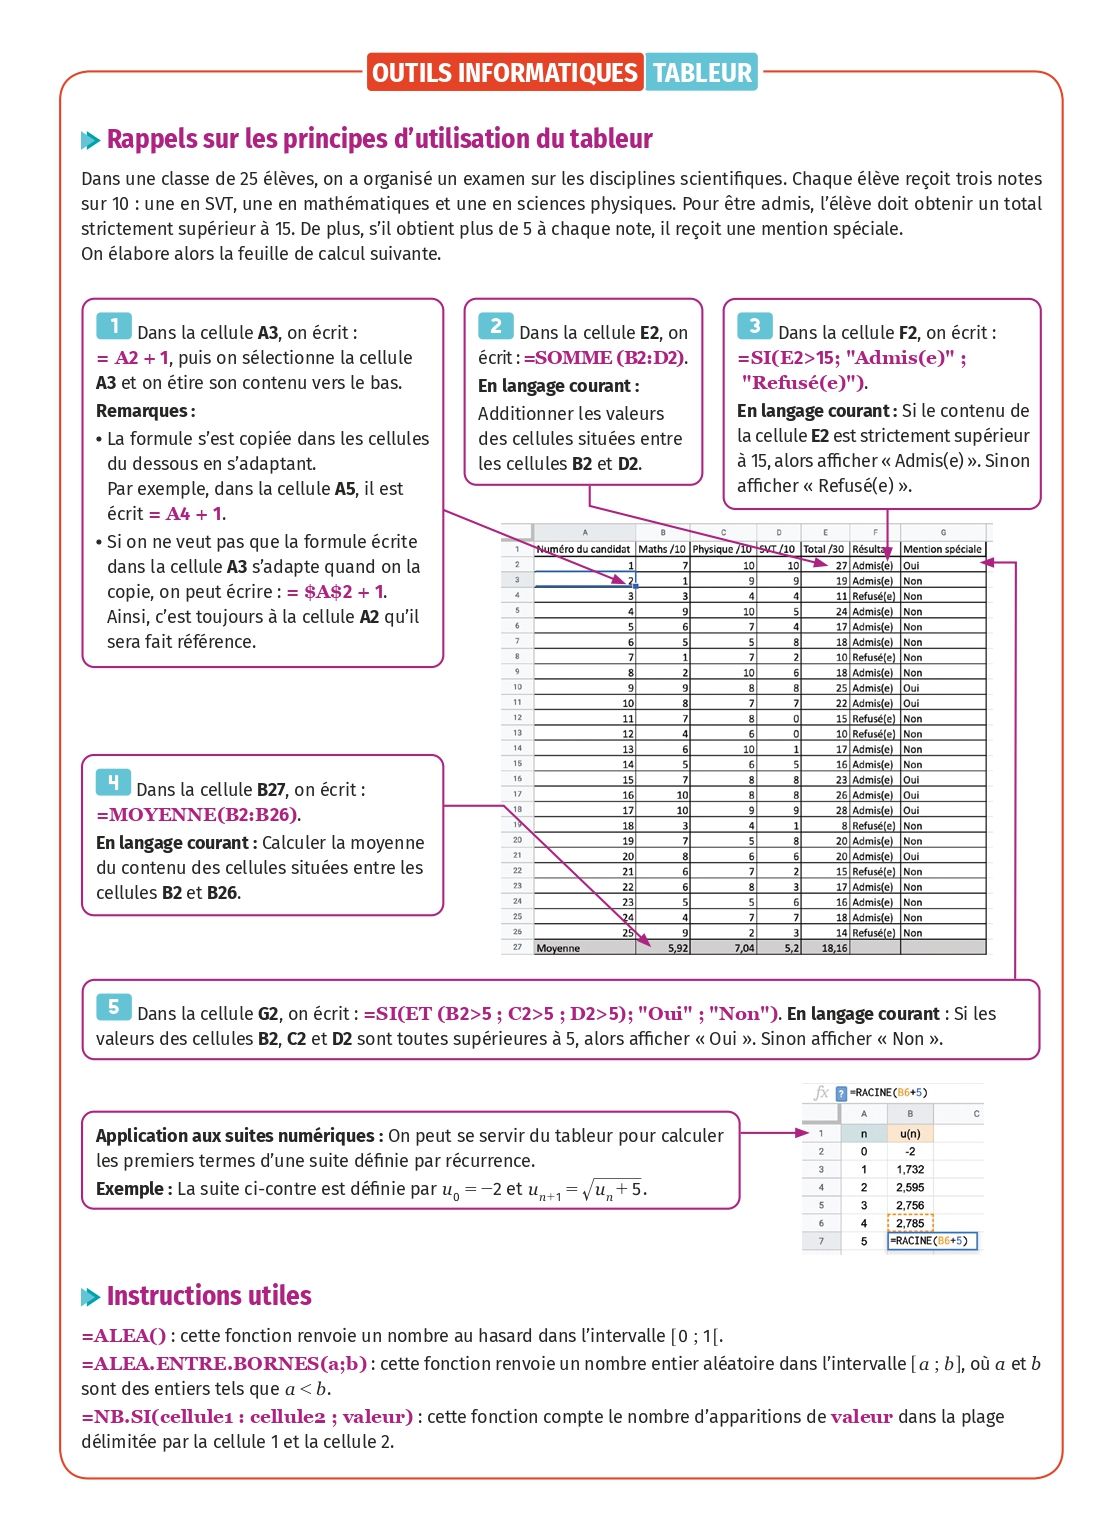 OUTILS INFORMATIQUES TABLEUR
Rappels sur les principes d'utilisation du tableur
Dans une classe de 25 élèves, on a organisé un examen sur les disciplines scientifiques. Chaque élève reçoit trois notes
sur 10 : une en SVT, une en mathématiques et une en sciences physiques. Pour être admis, l'élève doit obtenir un total
strictement supérieur à 15. De plus, s'il obtient plus de 5 à chaque note, il reçoit une mention spéciale.
On élabore alors la feuille de calcul suivante.
1 Dans la cellule A3, on écrit :
= A2 + 1, puis on sélectionne la cellule
A3 et on étire son contenu vers le bas.
Remarques :
• La formule s'est copiée dans les cellules
du dessous en s'adaptant.
Par exemple, dans la cellule A5, il est
écrit = A4 + 1.
• Si on ne veut pas que la formule écrite
dans la cellule A3 s'adapte quand on la
copie, on peut écrire : = $A$2 + 1.
Ainsi, c'est toujours à la cellule A2 qu'il
sera fait référence.
2 Dans la cellule E2, on
écrit : =SOMME (B2:D2).
En langage courant :
Additionner les valeurs
des cellules situées entre
les cellules B2 et D2.
3 Dans la cellule F2, on écrit :
=SI(E2>15; "Admis(e)" ;
"Refusé(e)").
En langage courant : Si le contenu de
la cellule E2 est strictement supérieur
à 15, alors afficher « Admis(e) ». Sinon
afficher « Refusé(e) ».
A B C D E F G
1 Numéro du candidat Maths /10 Physique /10 SVT /10 Total /30 Résultat Mention spéciale
2 1 7 10 10 27 Admis(e) Oui
3 2 1 9 9 19 Admis(e) Non
4 3 3 4 4 11 Refusé(e) Non
5 4 9 10 5 24 Admis(e) Non
6 5 6 7 4 17 Admis(e) Non
7 6 5 5 8 18 Admis(e) Non
8 7 1 7 2 10 Refusé(e) Non
9 8 2 10 6 18 Admis(e) Non
10 9 9 8 8 25 Admis(e) Oui
11 10 8 7 7 22 Admis(e) Oui
12 11 7 8 0 15 Refusé(e) Non
13 12 4 6 0 10 Refusé(e) Non
14 13 6 10 1 17 Admis(e) Non
15 14 5 6 5 16 Admis(e) Non
16 15 7 8 8 23 Admis(e) Oui
17 16 10 8 8 26 Admis(e) Oui
18 17 10 9 9 28 Admis(e) Oui
19 18 3 4 1 8 Refusé(e) Non
20 19 7 5 8 20 Admis(e) Non
21 20 8 6 6 20 Admis(e) Oui
22 21 6 7 2 15 Refusé(e) Non
23 22 6 8 3 17 Admis(e) Non
24 23 5 5 6 16 Admis(e) Non
25 24 4 7 7 18 Admis(e) Non
26 25 9 2 3 14 Refusé(e) Non
27 Moyenne 5,92 7,04 5,2 18,16
4 Dans la cellule B27, on écrit :
=MOYENNE(B2:B26).
En langage courant : Calculer la moyenne
du contenu des cellules situées entre les
cellules B2 et B26.
5 Dans la cellule G2, on écrit : =SI(ET (B2>5 ; C2>5 ; D2>5); "Oui" ; "Non"). En langage courant : Si les
valeurs des cellules B2, C2 et D2 sont toutes supérieures à 5, alors afficher « Oui ». Sinon afficher « Non ».
Application aux suites numériques : On peut se servir du tableur pour calculer
les premiers termes d'une suite définie par récurrence.
Exemple : La suite ci-contre est définie par u₀ = −2 et uₙ₊₁ = √(uₙ + 5).
fx ? =RACINE(B6+5)
A B C
1 n u(n)
2 0 -2
3 1 1,732
4 2 2,595
5 3 2,756
6 4 2,785
7 5 =RACINE(B6+5)
Instructions utiles
=ALEA() : cette fonction renvoie un nombre au hasard dans l'intervalle [0 ; 1[.
=ALEA.ENTRE.BORNES(a;b) : cette fonction renvoie un nombre entier aléatoire dans l'intervalle [a ; b], où a et b
sont des entiers tels que a < b.
=NB.SI(cellule1 : cellule2 ; valeur) : cette fonction compte le nombre d'apparitions de valeur dans la plage
délimitée par la cellule 1 et la cellule 2.